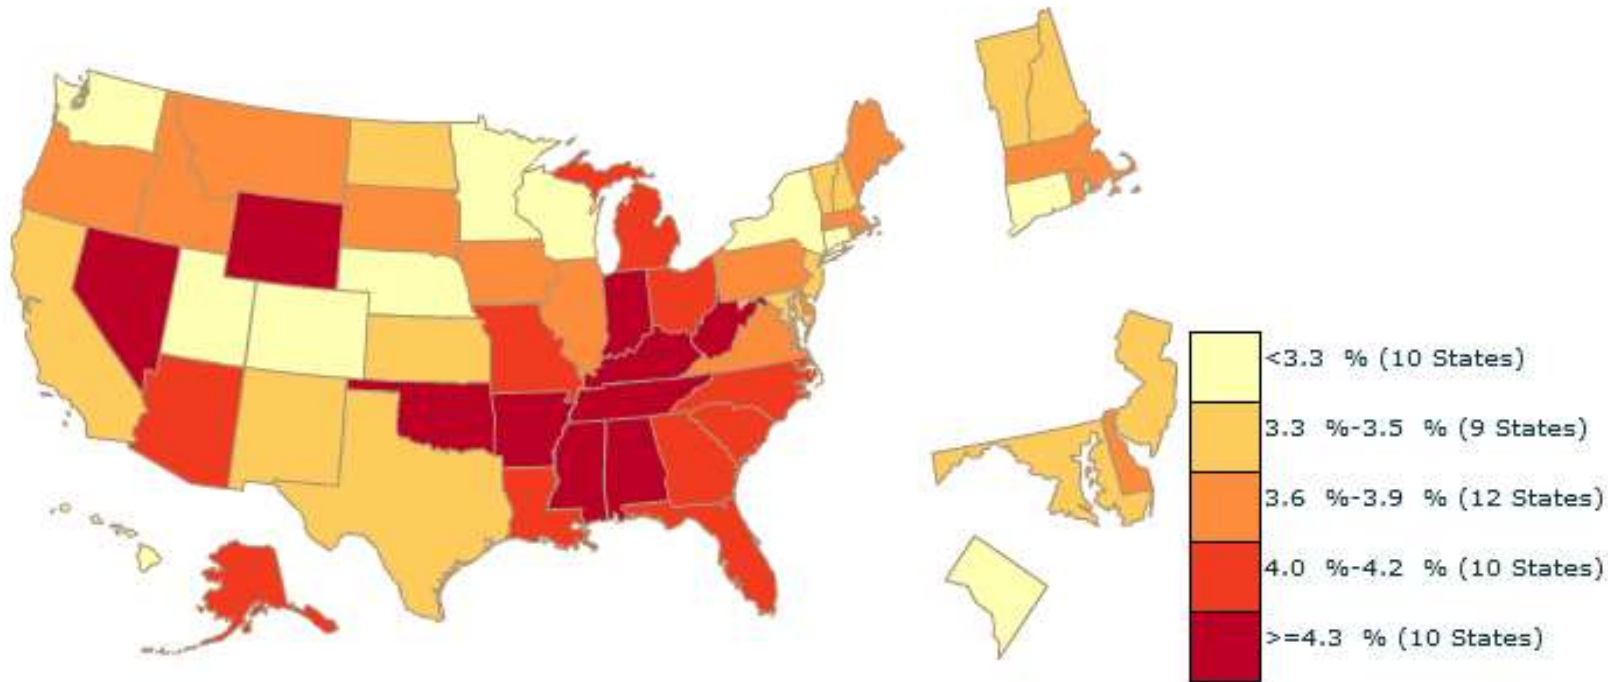 <3.3 % (10 States)
3.3 %-3.5 % (9 States)
3.6 %-3.9 % (12 States)
4.0 %-4.2 % (10 States)
>=4.3 % (10 States)